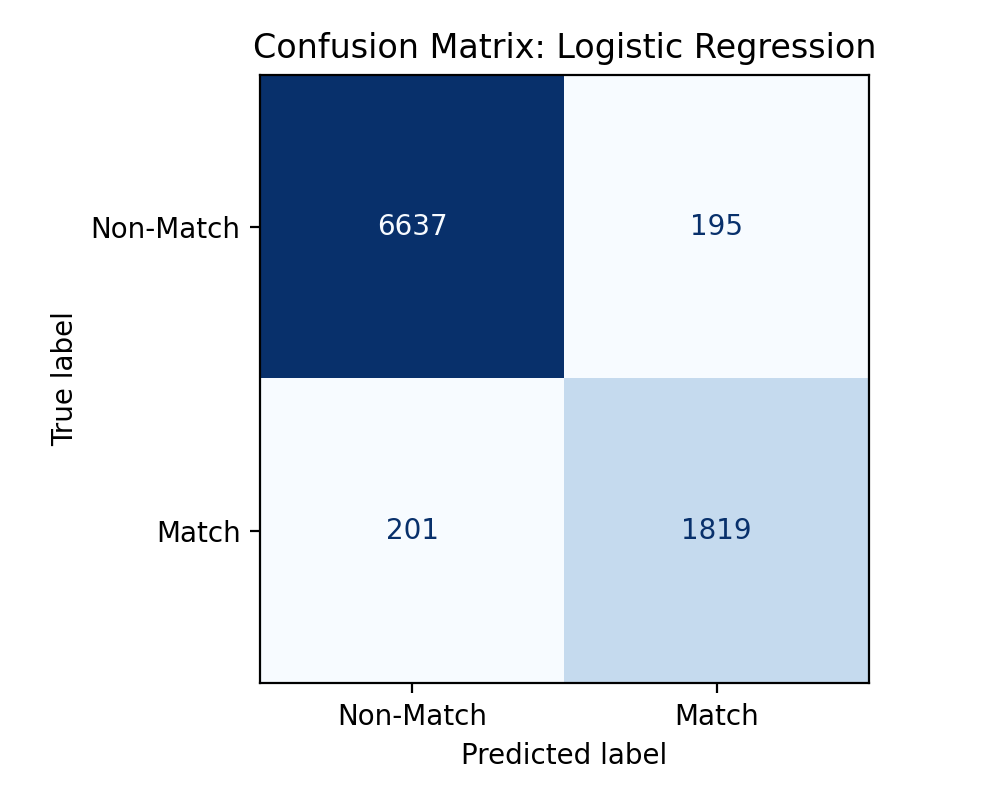 Confusion Matrix: Logistic Regression
Non-Match
6637
195
True label
Match
201
1819
Non-Match
Match
Predicted label